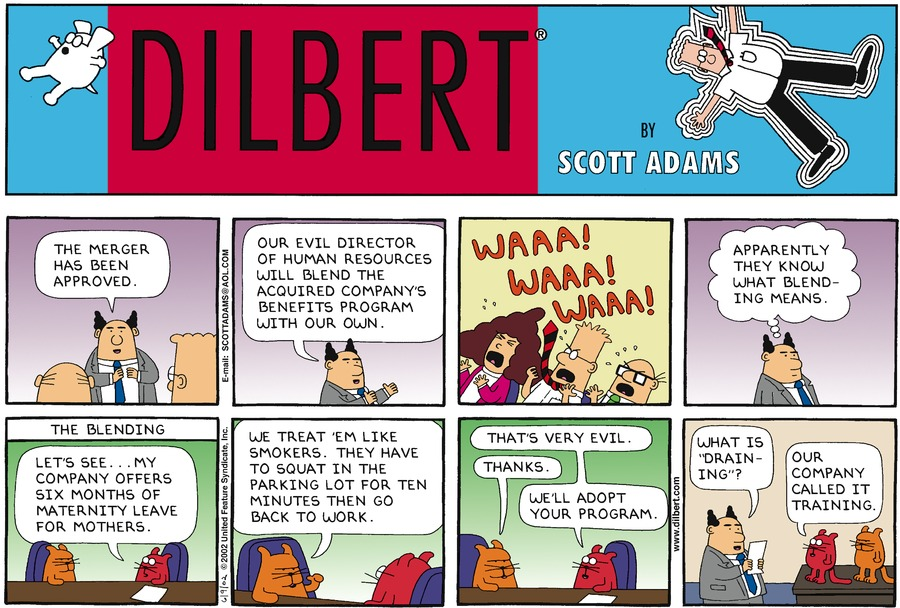 DILBERT®
BY
SCOTT ADAMS
THE MERGER
HAS BEEN
APPROVED.
E-mail: SCOTTADAMS@AOL.COM
OUR EVIL DIRECTOR
OF HUMAN RESOURCES
WILL BLEND THE
ACQUIRED COMPANY'S
BENEFITS PROGRAM
WITH OUR OWN.
WAAA!
WAAA!
WAAA!
APPARENTLY
THEY KNOW
WHAT BLEND-
ING MEANS.
THE BLENDING
LET'S SEE...MY
COMPANY OFFERS
SIX MONTHS OF
MATERNITY LEAVE
FOR MOTHERS.
6/9/02 © 2002 United Feature Syndicate, Inc.
WE TREAT 'EM LIKE
SMOKERS. THEY HAVE
TO SQUAT IN THE
PARKING LOT FOR TEN
MINUTES THEN GO
BACK TO WORK.
THAT'S VERY EVIL.
THANKS.
WE'LL ADOPT
YOUR PROGRAM.
www.dilbert.com
WHAT IS
"DRAIN-
ING"?
OUR
COMPANY
CALLED IT
TRAINING.